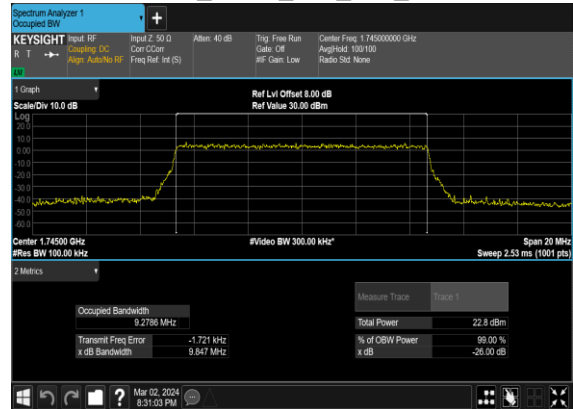 Spectrum Analyzer 1
Occupied BW
+
KEYSIGHT Input: RF Input Z: 50 Ω Atten: 40 dB Trig: Free Run Center Freq: 1.745000000 GHz
R T Coupling: DC Corr CCorr Gate: Off Avg|Hold: 100/100
Align: Auto/No RF Freq Ref: Int (S) #IF Gain: Low Radio Std: None
LW
1 Graph
Ref Lvl Offset 8.00 dB
Scale/Div 10.0 dB Ref Value 30.00 dBm
Log
20.0
10.0
0.00
-10.0
-20.0
-30.0
-40.0
-50.0
-60.0
Center 1.74500 GHz #Video BW 300.00 kHz* Span 20 MHz
#Res BW 100.00 kHz Sweep 2.53 ms (1001 pts)
2 Metrics
Measure Trace Trace 1
Occupied Bandwidth
9.2786 MHz Total Power 22.8 dBm
Transmit Freq Error -1.721 kHz % of OBW Power 99.00 %
x dB Bandwidth 9.847 MHz x dB -26.00 dB
? Mar 02, 2024
8:31:03 PM